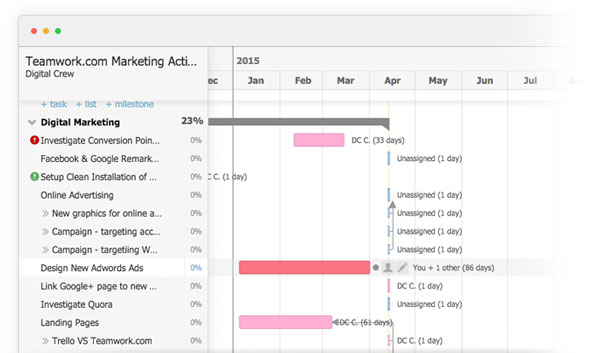 Teamwork.com Marketing Acti...
Digital Crew
2015
ec Jan Feb Mar Apr May Jun Jul
+ task + list + milestone
Digital Marketing 23%
Investigate Conversion Poin... 0% DC C. (33 days)
Facebook & Google Remark... 0% Unassigned (1 day)
Setup Clean Installation of ... 0% C C. (1 day)
Online Advertising 0% Unassigned (1 day)
>> New graphics for online a... 0% Unassigned (1 day)
>> Campaign - targeting acc... 0% Unassigned (1 day)
>> Campaign - targetiing W... 0% Unassigned (1 day)
Design New Adwords Ads 0% You + 1 other (86 days)
Link Google+ page to new ... 0% DC C. (1 day)
Investigate Quora 0% Unassigned (1 day)
Landing Pages 0% DC C. (61 days)
>> Trello VS Teamwork.com 0% DC C. (1 day)